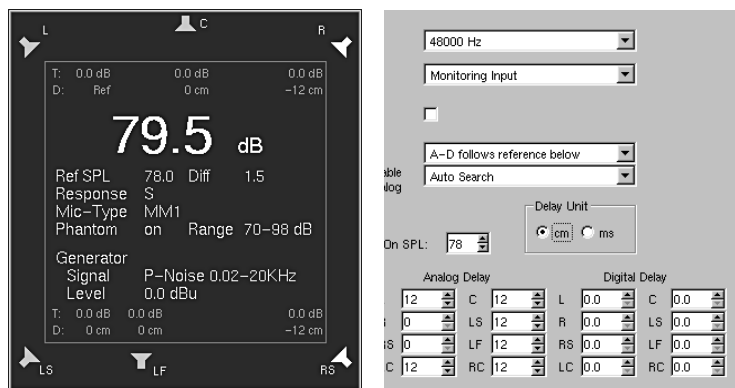 L C R
T: 0.0 dB 0.0 dB 0.0 dB
D: Ref 0 cm −12 cm
79.5 dB
Ref SPL 78.0 Diff 1.5
Response S
Mic-Type MM1
Phantom on Range 70-98 dB
Generator
Signal P-Noise 0.02-20KHz
Level 0.0 dBu
T: 0.0 dB 0.0 dB 0.0 dB
D: 0 cm 0 cm −12 cm
LS LF RS
48000 Hz
Monitoring Input
A-D follows reference below
Auto Search
Delay Unit
cm ms
On SPL: 78
Analog Delay Digital Delay
12 C 12 L 0.0 C 0.0
0 LS 12 R 0.0 LS 0.0
S 0 LF 12 RS 0.0 LF 0.0
C 12 RC 12 LC 0.0 RC 0.0